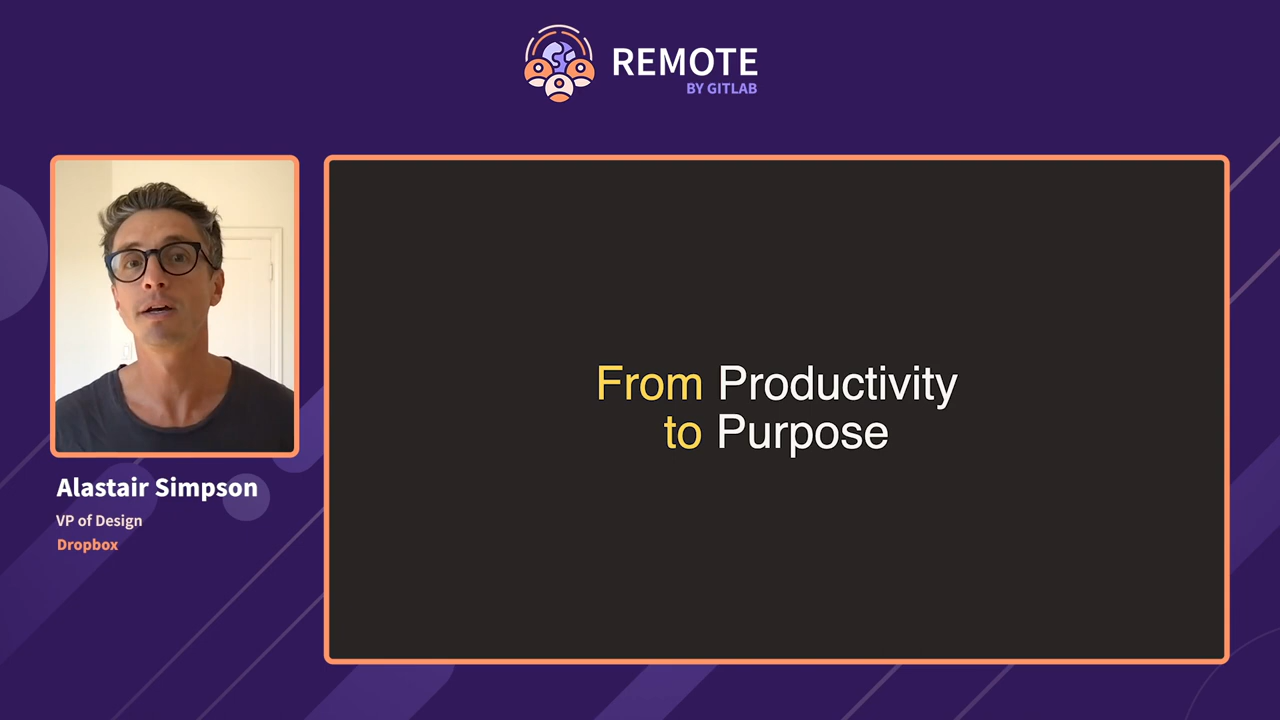 REMOTE
BY GITLAB
From Productivity
to Purpose
Alastair Simpson
VP of Design
Dropbox